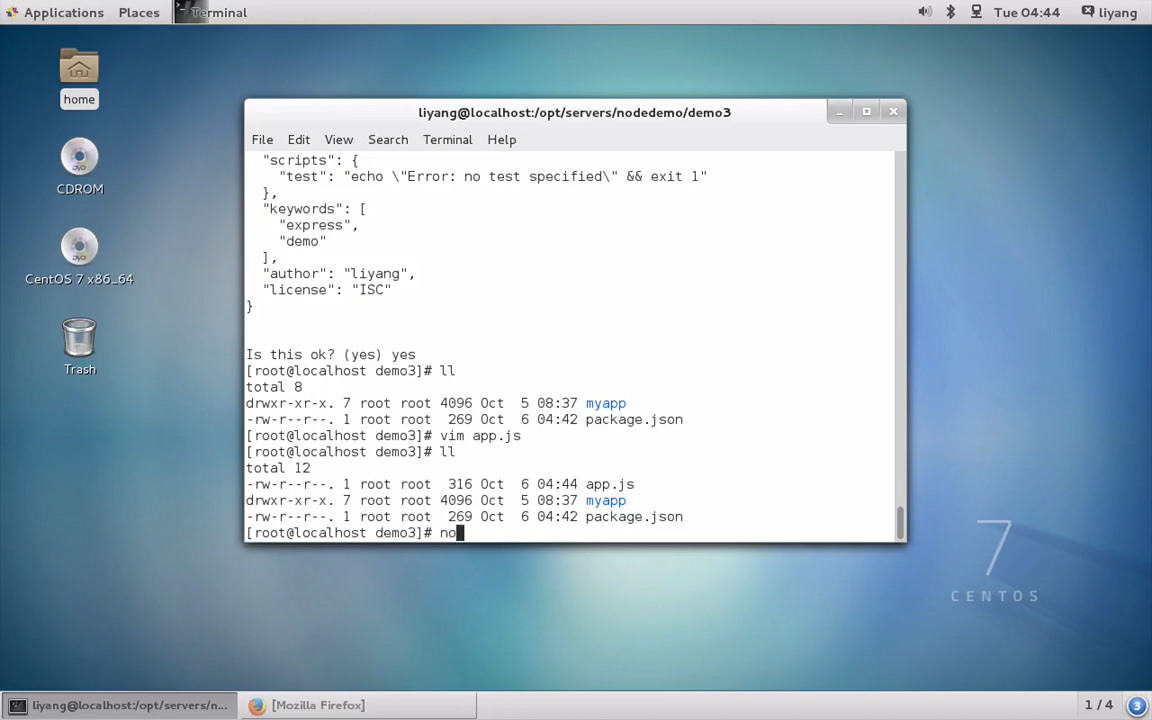 Applications Places Terminal Tue 04:44 liyang
home
CDROM
CentOS 7 x86_64
Trash
liyang@localhost:/opt/servers/nodedemo/demo3
File Edit View Search Terminal Help
"scripts": {
"test": "echo \"Error: no test specified\" && exit 1"
},
"keywords": [
"express",
"demo"
],
"author": "liyang",
"license": "ISC"
}
Is this ok? (yes) yes
[root@localhost demo3]# ll
total 8
drwxr-xr-x. 7 root root 4096 Oct  5 08:37 myapp
-rw-r--r--. 1 root root  269 Oct  6 04:42 package.json
[root@localhost demo3]# vim app.js
[root@localhost demo3]# ll
total 12
-rw-r--r--. 1 root root  316 Oct  6 04:44 app.js
drwxr-xr-x. 7 root root 4096 Oct  5 08:37 myapp
-rw-r--r--. 1 root root  269 Oct  6 04:42 package.json
[root@localhost demo3]# no
7
CENTOS
liyang@localhost:/opt/servers/n... [Mozilla Firefox] 1 / 4 3